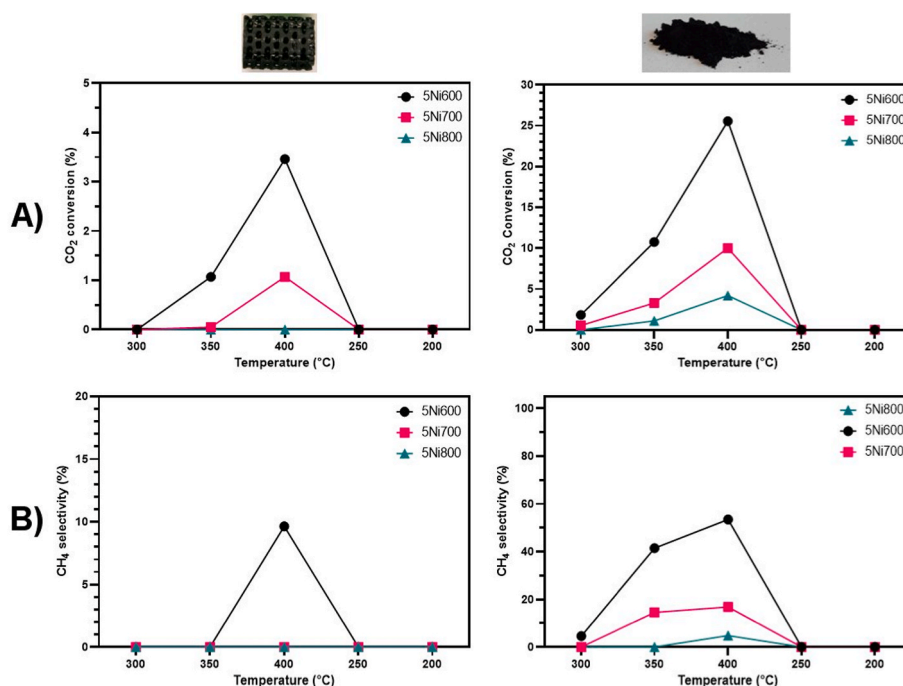 A)
CO₂ conversion (%)
5
4
3
2
1
0
5Ni600
5Ni700
5Ni800
300 350 400 250 200
Temperature (°C)
CO₂ Conversion (%)
30
25
20
15
10
5
0
5Ni600
5Ni700
5Ni800
300 350 400 250 200
Temperature (°C)
B)
CH₄ selectivity (%)
20
15
10
5
0
5Ni600
5Ni700
5Ni800
300 350 400 250 200
Temperature (°C)
CH₄ selectivity (%)
100
80
60
40
20
0
5Ni800
5Ni600
5Ni700
300 350 400 250 200
Temperature (°C)